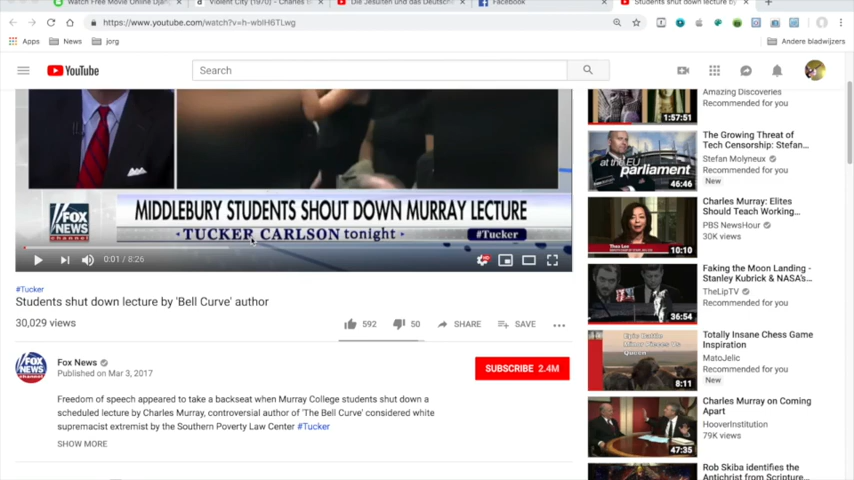 Watch Free Movie Online Djan
Violent City (1970) - Charles B
Die Jesuiten und das Deutsche
Facebook
Students shut down lecture by
https://www.youtube.com/watch?v=h-wbIH6TLwg
Apps
News
jorg
Andere bladwijzers
YouTube
Search
FOX
NEWS
channel
MIDDLEBURY STUDENTS SHOUT DOWN MURRAY LECTURE
TUCKER CARLSON tonight
#Tucker
0:01 / 8:26
#Tucker
Students shut down lecture by 'Bell Curve' author
30,029 views
592
50
SHARE
SAVE
FOX
NEWS
Fox News
Published on Mar 3, 2017
SUBSCRIBE 2.4M
Freedom of speech appeared to take a backseat when Murray College students shut down a
scheduled lecture by Charles Murray, controversial author of 'The Bell Curve' considered white
supremacist extremist by the Southern Poverty Law Center #Tucker
SHOW MORE
1:57:51
Amazing Discoveries
Recommended for you
at the EU
parliament
46:46
The Growing Threat of
Tech Censorship: Stefan...
Stefan Molyneux
New
10:10
Charles Murray: Elites
Should Teach Working...
PBS NewsHour
30K views
36:54
Faking the Moon Landing -
Stanley Kubrick & NASA's...
TheLipTV
Recommended for you
Queen
8:11
Totally Insane Chess Game
Inspiration
MatoJelic
Recommended for you
New
47:35
Charles Murray on Coming
Apart
HooverInstitution
79K views
Rob Skiba identifies the
Antichrist from Scripture...